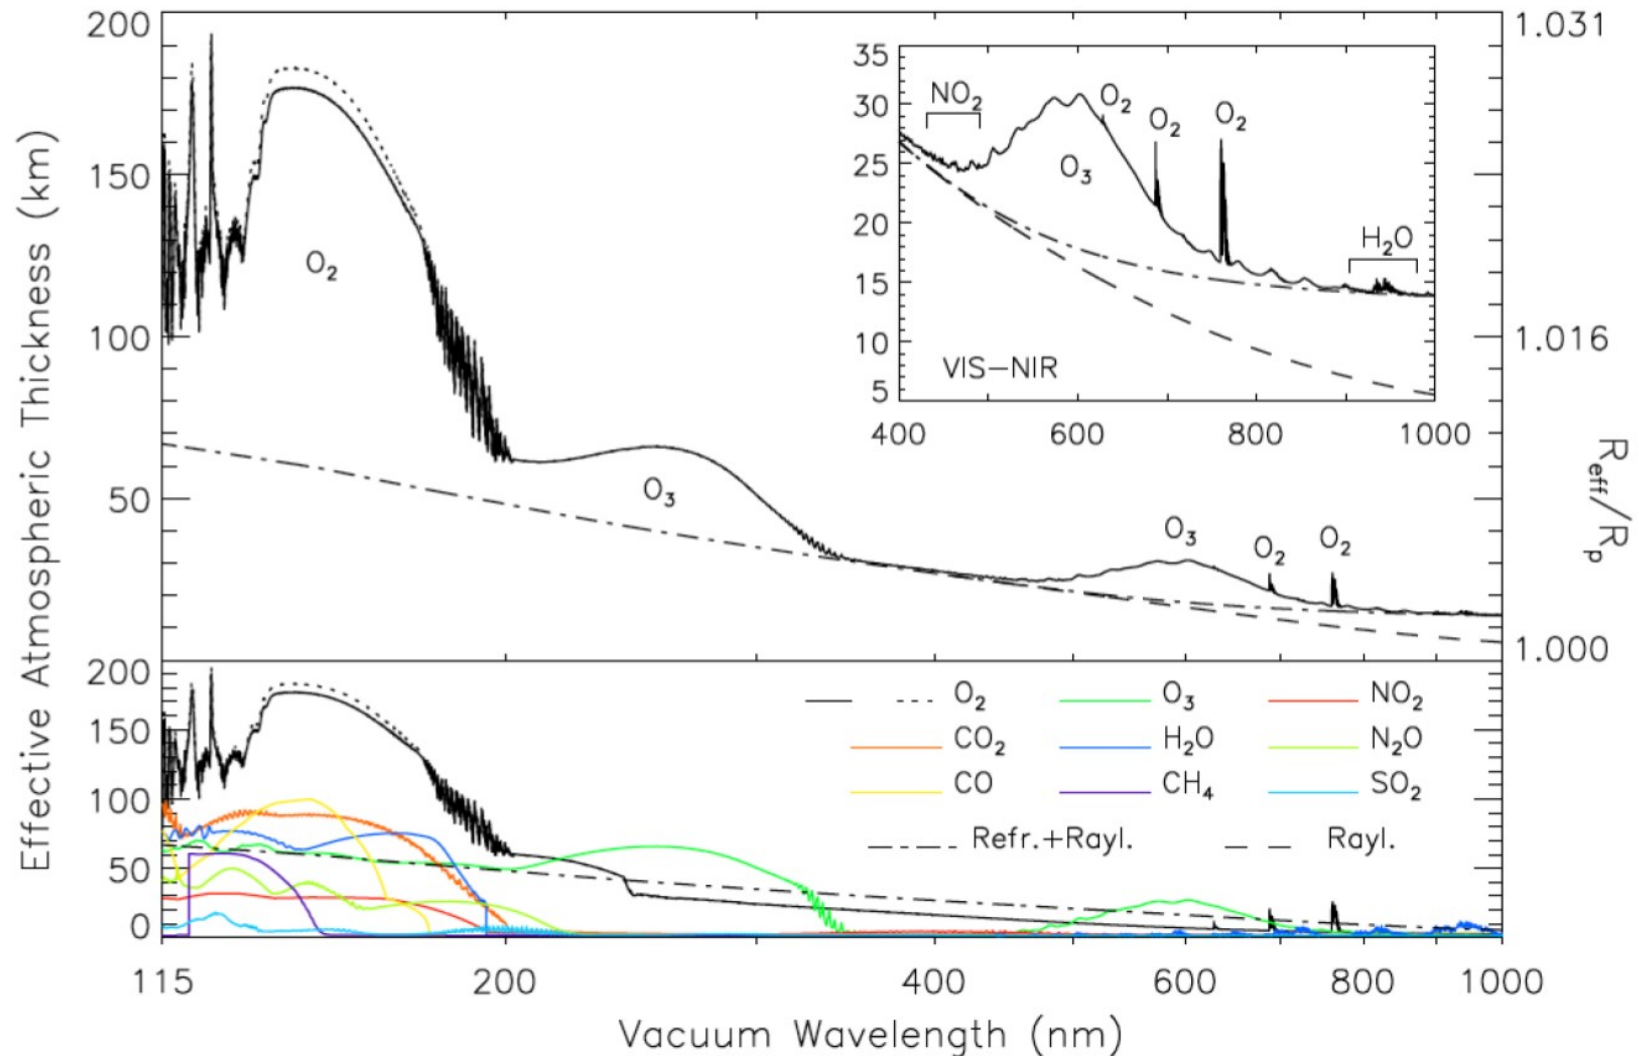 Effective Atmospheric Thickness (km)
200
150
100
50
1.031
1.016
1.000
R_eff/R_p
O₂
O₃
O₃
O₂
O₂
35
30
25
20
15
10
5
NO₂
O₃
O₂
O₂
O₂
H₂O
VIS–NIR
400 600 800 1000
200
150
100
50
0
O₂ O₃ NO₂
CO₂ H₂O N₂O
CO CH₄ SO₂
Refr.+Rayl. Rayl.
115 200 400 600 800 1000
Vacuum Wavelength (nm)